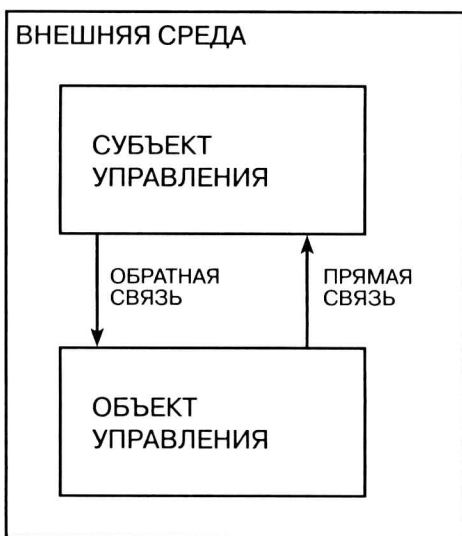 ВНЕШНЯЯ СРЕДА
СУБЪЕКТ
УПРАВЛЕНИЯ
ОБРАТНАЯ
СВЯЗЬ
ПРЯМАЯ
СВЯЗЬ
ОБЪЕКТ
УПРАВЛЕНИЯ